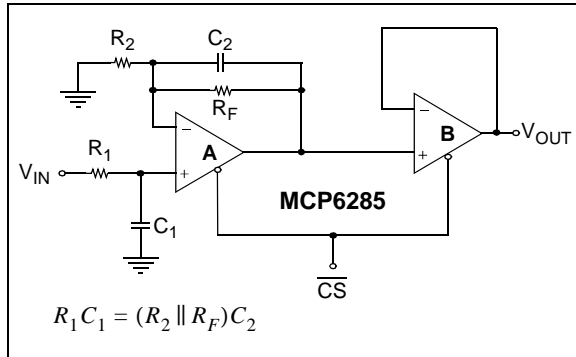 R2
C2
RF
A
B
VOUT
R1
VIN
MCP6285
C1
CS
R1C1 = (R2 || RF)C2
−
+
−
+